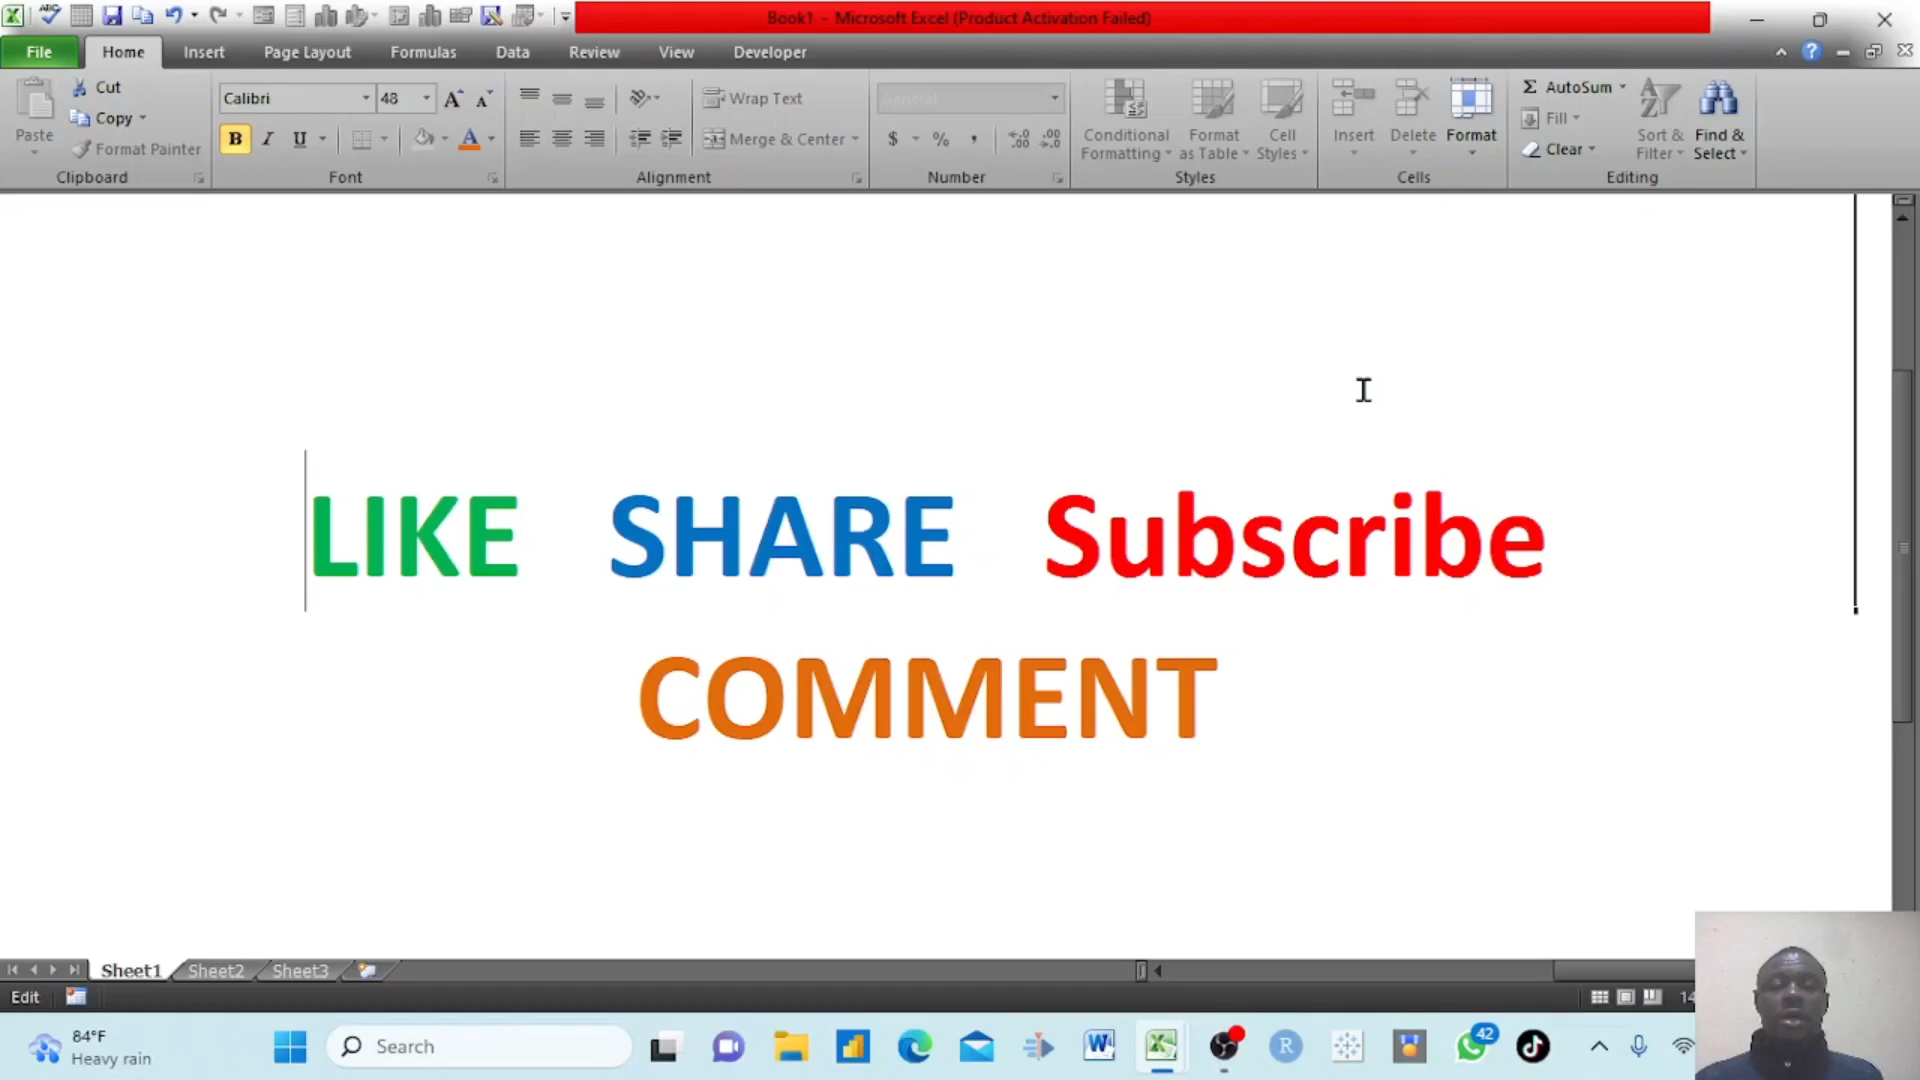 Book1 - Microsoft Excel (Product Activation Failed)
File Home Insert Page Layout Formulas Data Review View Developer
Paste
Cut
Copy
Format Painter
Clipboard
Calibri 48
B I U A
Font
Wrap Text
Merge & Center
Alignment
General
$ % ,
Number
Conditional Formatting
Format as Table
Cell Styles
Styles
Insert Delete Format
Cells
Σ AutoSum
Fill
Clear
Sort & Filter
Find & Select
Editing
LIKE SHARE Subscribe
COMMENT
Sheet1 Sheet2 Sheet3
Edit
84°F
Heavy rain
Search
42